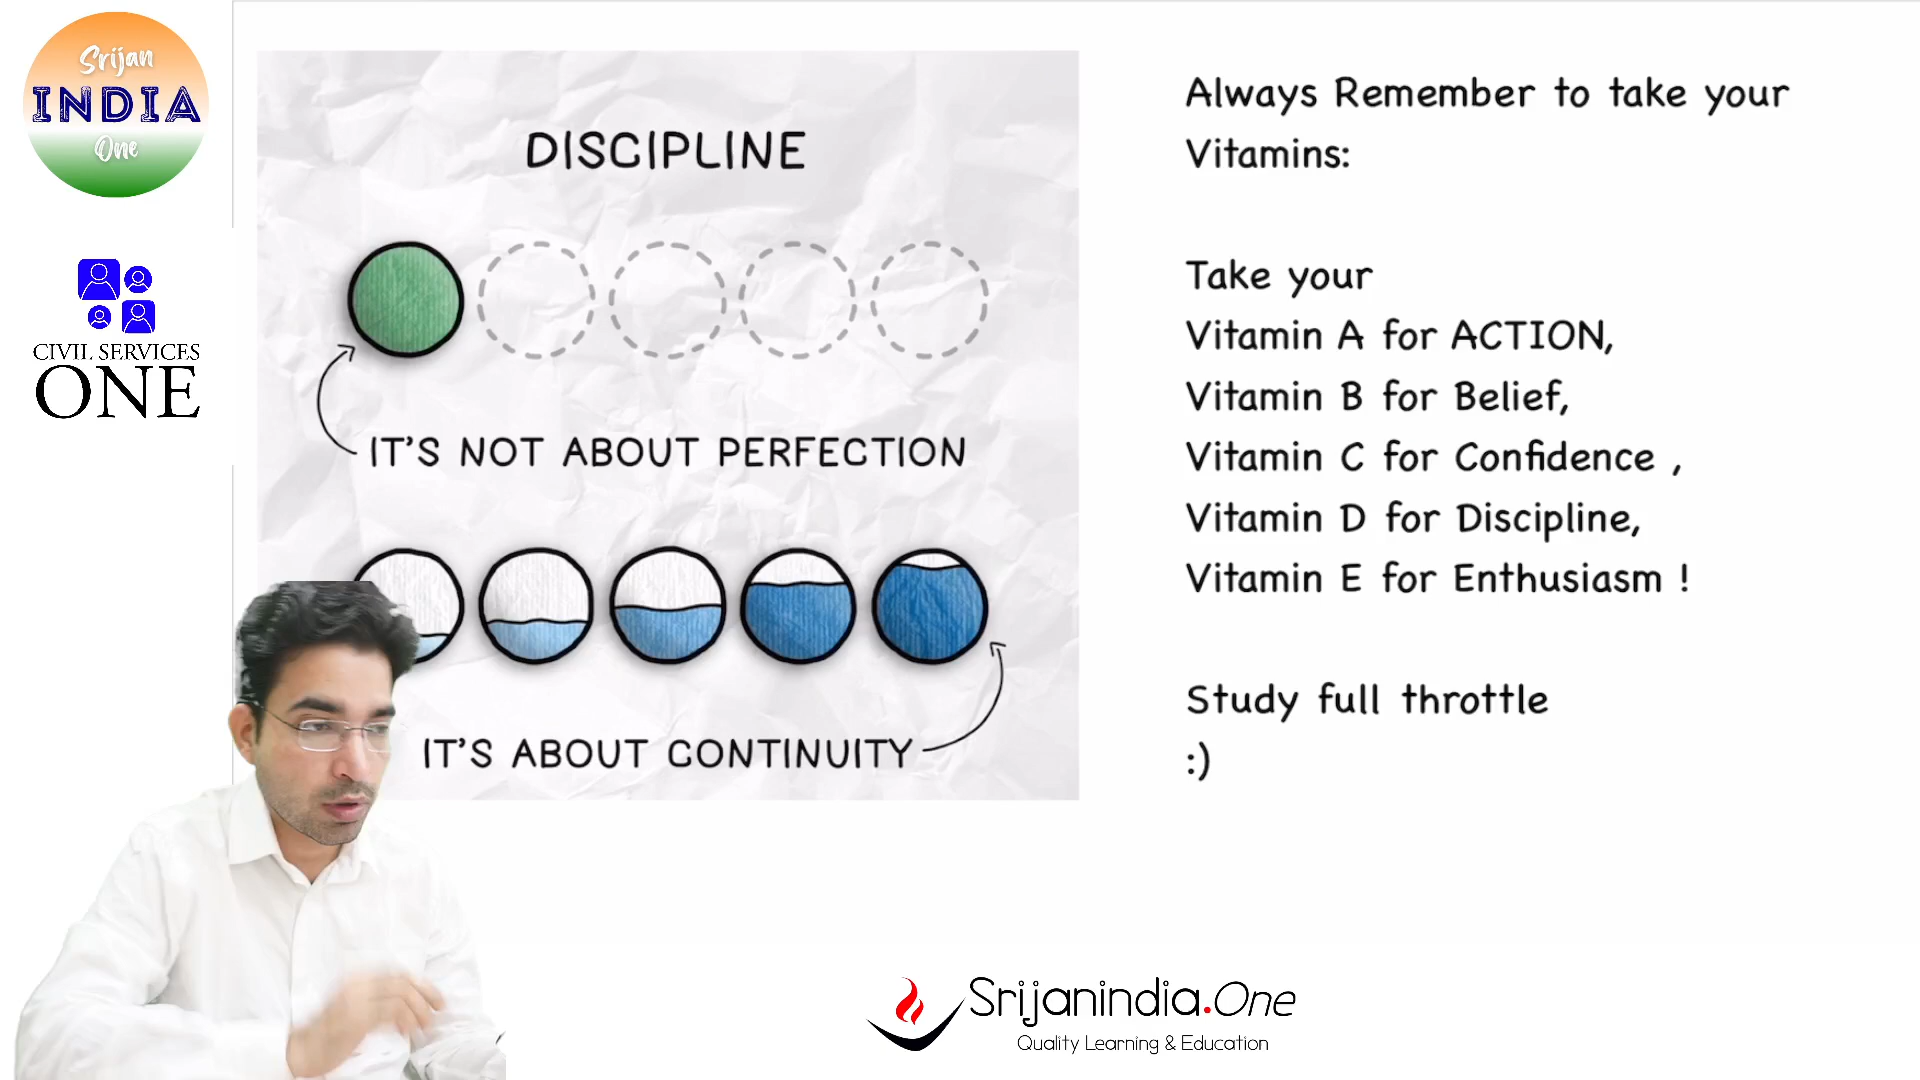 Srijan
INDIA
One
CIVIL SERVICES
ONE
DISCIPLINE
IT'S NOT ABOUT PERFECTION
IT'S ABOUT CONTINUITY
Always Remember to take your
Vitamins:
Take your
Vitamin A for ACTION,
Vitamin B for Belief,
Vitamin C for Confidence ,
Vitamin D for Discipline,
Vitamin E for Enthusiasm !
Study full throttle
:)
Srijanindia.One
Quality Learning & Education